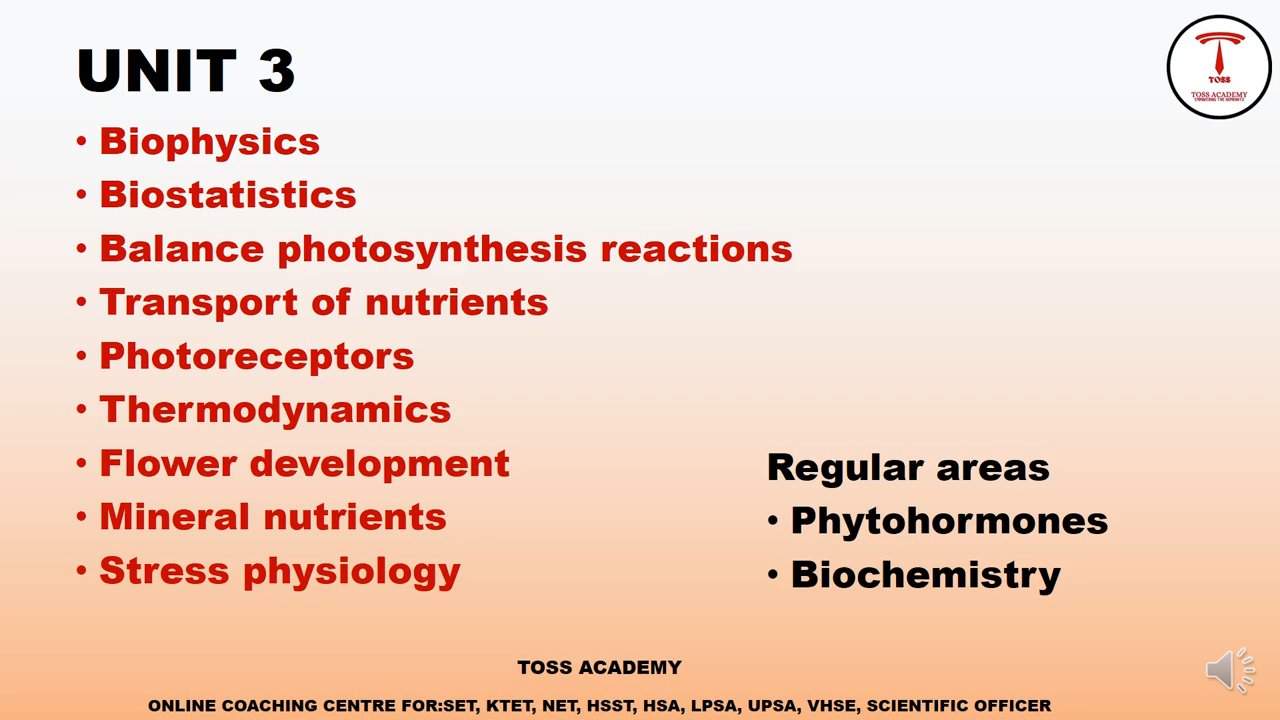 UNIT 3
TOSS
TOSS ACADEMY
• Biophysics
• Biostatistics
• Balance photosynthesis reactions
• Transport of nutrients
• Photoreceptors
• Thermodynamics
• Flower development
• Mineral nutrients
• Stress physiology
Regular areas
• Phytohormones
• Biochemistry
TOSS ACADEMY
ONLINE COACHING CENTRE FOR:SET, KTET, NET, HSST, HSA, LPSA, UPSA, VHSE, SCIENTIFIC OFFICER